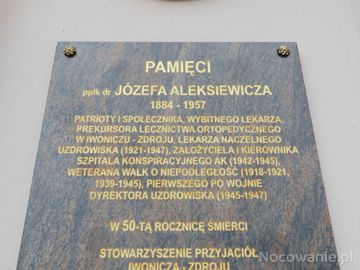 PAMIĘCI
ppłk dr JÓZEFA ALEKSIEWICZA
1884 - 1957
PATRIOTY I SPOŁECZNIKA, WYBITNEGO LEKARZA,
PREKURSORA LECZNICTWA ORTOPEDYCZNEGO
W IWONICZU - ZDROJU, LEKARZA NACZELNEGO
UZDROWISKA (1921-1947), ZAŁOŻYCIELA I KIEROWNIKA
SZPITALA KONSPIRACYJNEGO AK (1942-1945),
WETERANA WALK O NIEPODLEGŁOŚĆ (1918-1921,
1939-1945), PIERWSZEGO PO WOJNIE
DYREKTORA UZDROWISKA (1945-1947)
W 50-TĄ ROCZNICĘ ŚMIERCI
STOWARZYSZENIE PRZYJACIÓŁ
IWONICZA - ZDROJU
Nocowanie.pl